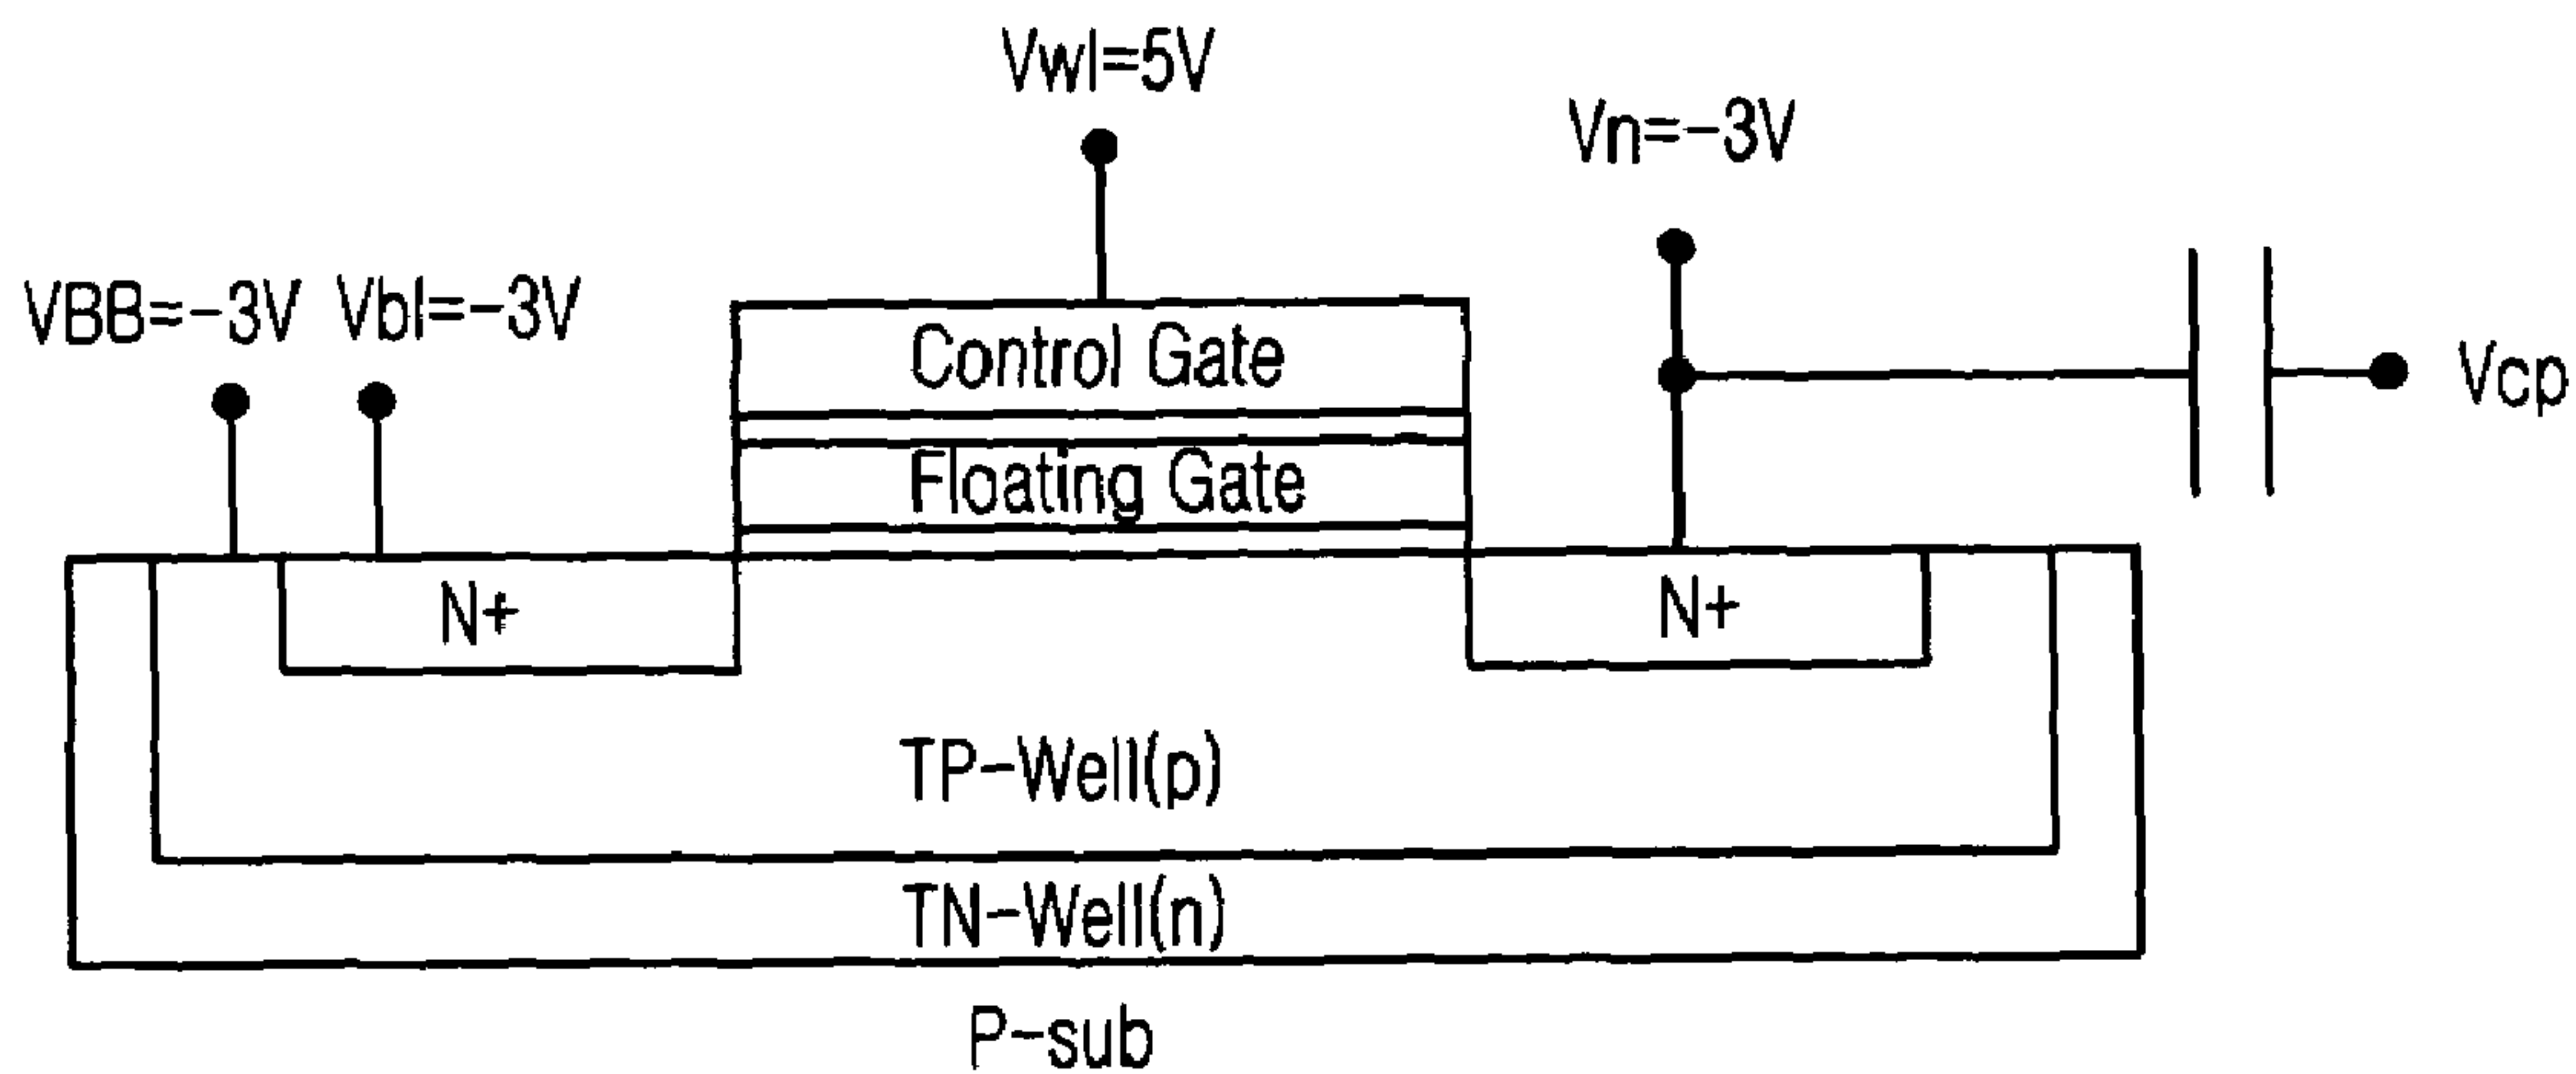 Vwl=5V
Vn=-3V
VBB=-3V
Vbl=-3V
Control Gate
Vcp
Floating Gate
N+
N+
TP-Well(p)
TN-Well(n)
P-sub